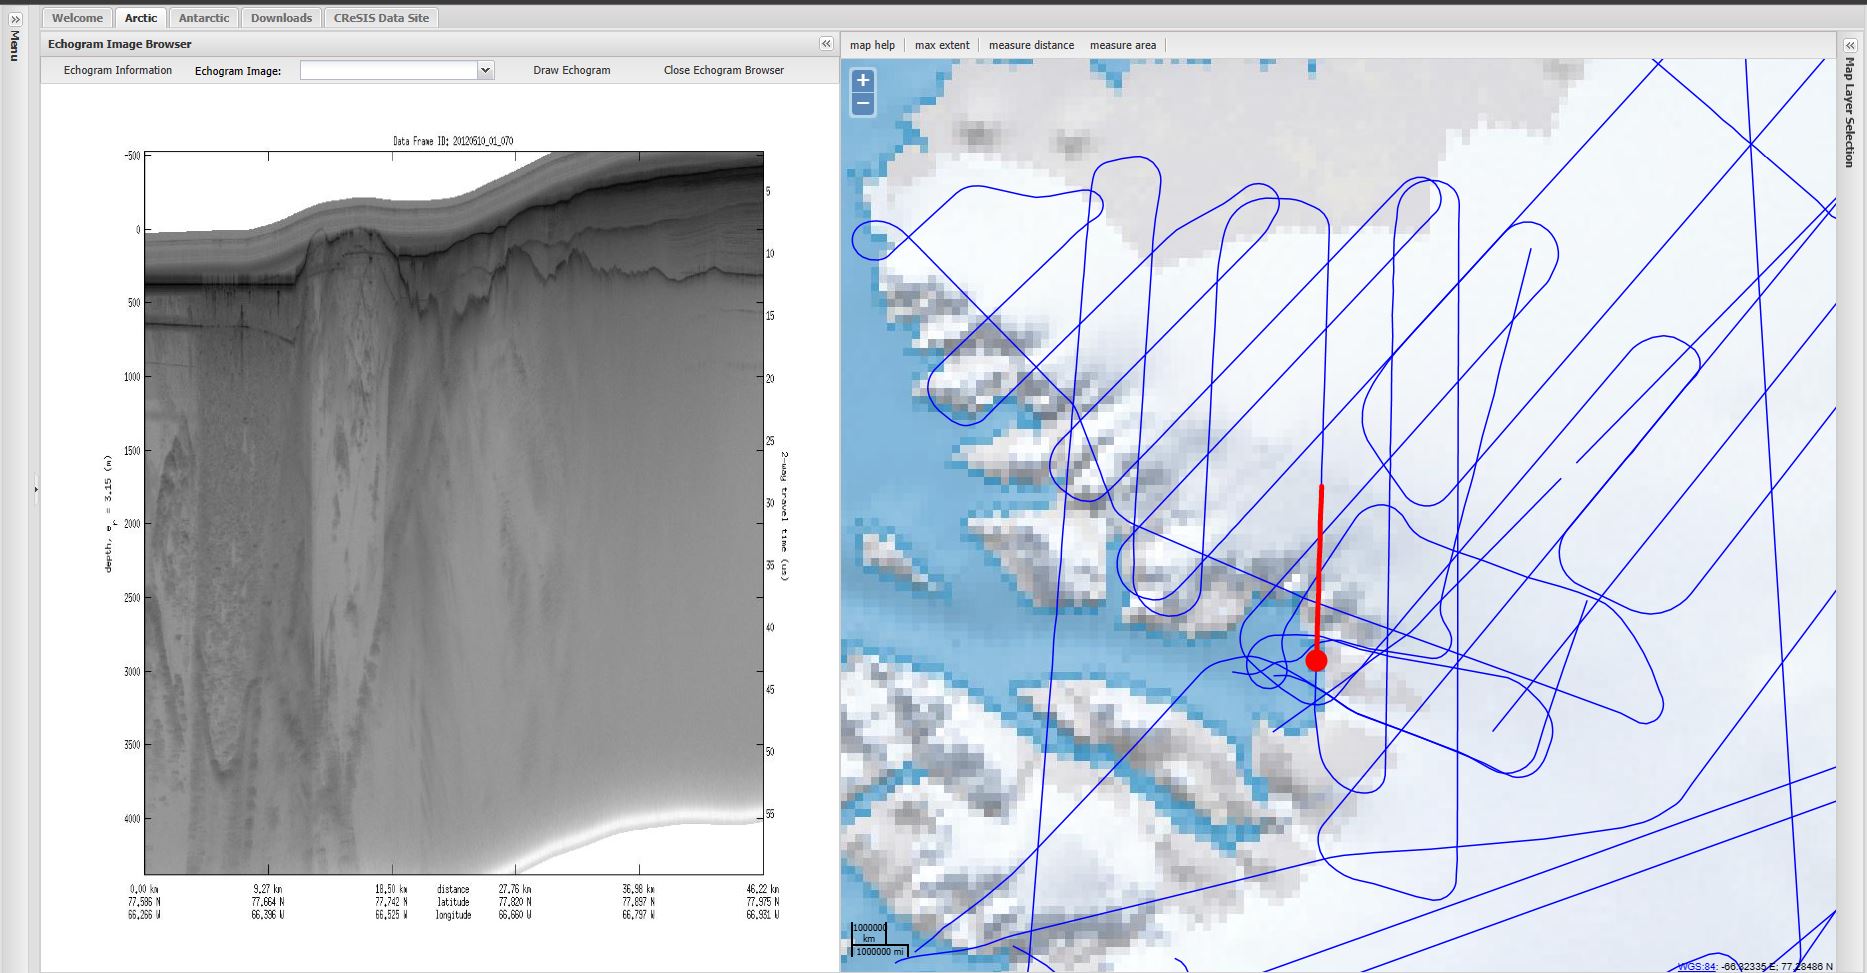 Welcome Arctic Antarctic Downloads CReSIS Data Site
Menu
Echogram Image Browser
Echogram Information Echogram Image: Draw Echogram Close Echogram Browser
map help max extent measure distance measure area
Map Layer Selection
+
−
Data Frame ID: 20120510_01_070
-500
0
500
1000
1500
2000
2500
3000
3500
4000
depth, e_r = 3.15 (m)
5
10
15
20
25
30
35
40
45
50
55
2-way travel time (us)
0.00 km 9.27 km 18.50 km distance 27.76 km 36.98 km 46.22 km
77.586 N 77.664 N 77.742 N latitude 77.820 N 77.897 N 77.975 N
66.266 W 66.396 W 66.525 W longitude 66.660 W 66.797 W 66.931 W
1000000
km
1000000 mi
WGS:84: -66.32335 E; 77.28486 N